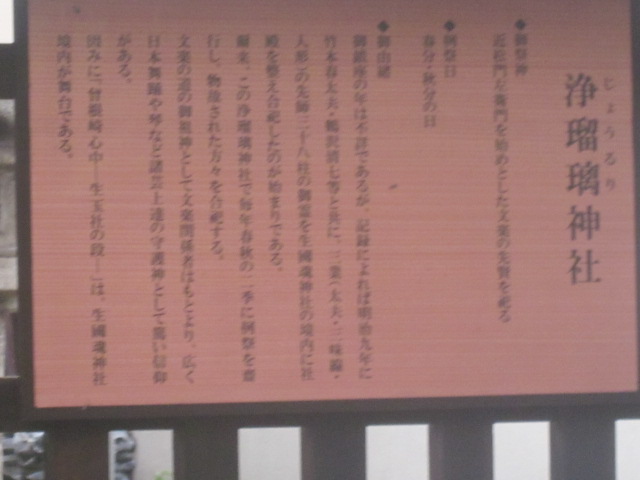 じょうるり
浄瑠璃神社
◆御祭神
近松門左衛門を始めとした文楽の先賢を祀る
◆例祭日
春分・秋分の日
◆御由緒
御鎮座の年は不詳であるが、記録によれば明治九年に
竹本春太夫・鶴沢清七等と共に、三業(太夫・三味線・
人形)の先師三十八柱の御霊を生國魂神社の境内に社
殿を整え合祀したのが始まりである。
爾来、この浄瑠璃神社で毎年春秋の二季に例祭を斎
行し、物故された方々を合祀する。
文楽の道の御祖神として文楽関係者はもとより、広く
日本舞踊や琴など諸芸上達の守護神として篤い信仰
がある。
因みに「曾根崎心中―生玉社の段―」は、生國魂神社
境内が舞台である。